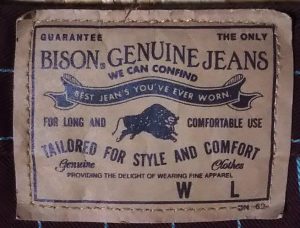 GUARANTEE THE ONLY
BISON® GENUINE JEANS
WE CAN CONFIND
BEST JEAN'S YOU'VE EVER WORN
FOR LONG AND COMFORTABLE USE
TAILORED FOR STYLE AND COMFORT
Genuine Clothes
PROVIDING THE DELIGHT OF WEARING FINE APPAREL
W L